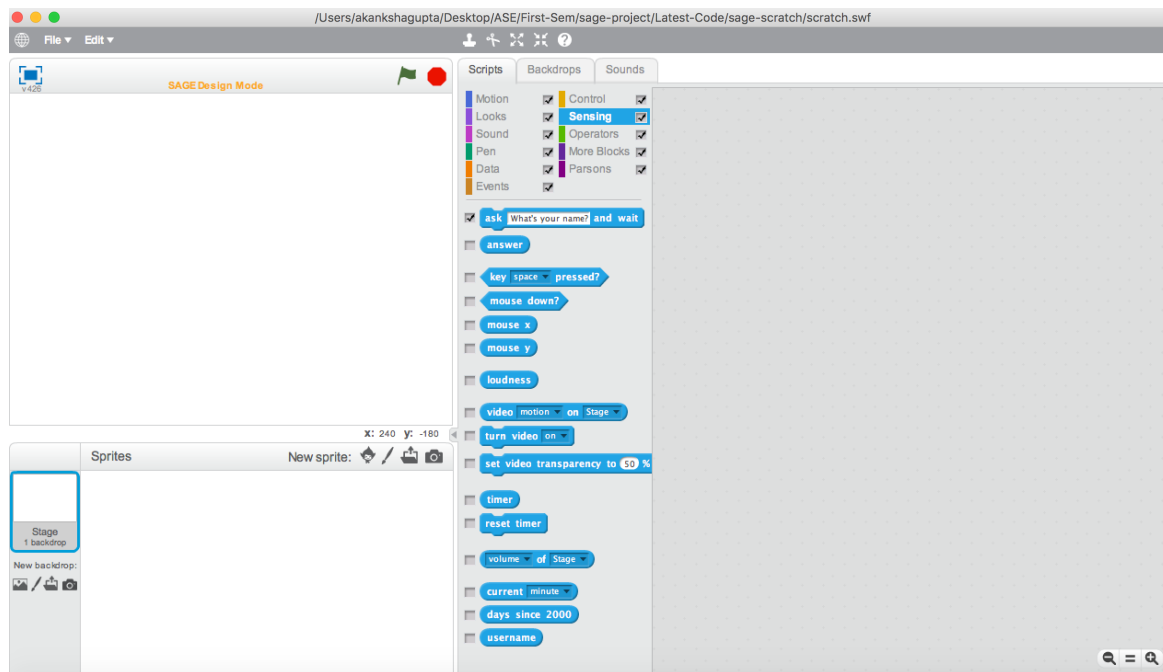 /Users/akankshagupta/Desktop/ASE/First-Sem/sage-project/Latest-Code/sage-scratch/scratch.swf
File Edit
v426
SAGE Design Mode
Scripts Backdrops Sounds
Motion Control
Looks Sensing
Sound Operators
Pen More Blocks
Data Parsons
Events
ask What's your name? and wait
answer
key space pressed?
mouse down?
mouse x
mouse y
loudness
video motion on Stage
turn video on
set video transparency to 50 %
timer
reset timer
volume of Stage
current minute
days since 2000
username
x: 240 y: -180
Sprites New sprite:
Stage
1 backdrop
New backdrop: